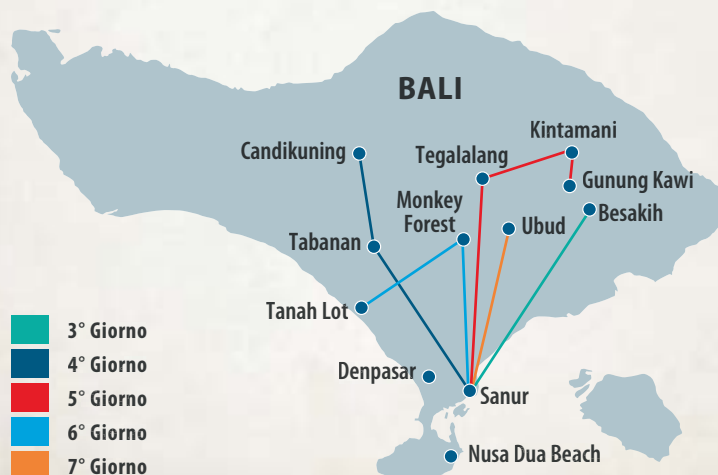 BALI
Kintamani
Candikuning
Tegalalang
Gunung Kawi
Monkey
Forest
Besakih
Ubud
Tabanan
Tanah Lot
3° Giorno
4° Giorno
5° Giorno
6° Giorno
7° Giorno
Denpasar
Sanur
Nusa Dua Beach